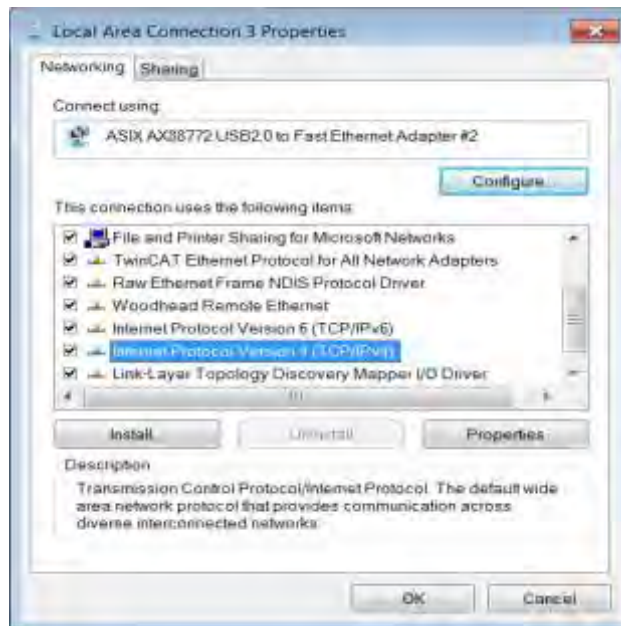 Local Area Connection 3 Properties
Networking
Sharing
Connect using:
ASIX AX88772 USB2.0 to Fast Ethernet Adapter #2
Configure...
This connection uses the following items:
File and Printer Sharing for Microsoft Networks
TwinCAT Ethernet Protocol for All Network Adapters
Raw Ethernet Frame NDIS Protocol Driver
Woodhead Remote Ethernet
Internet Protocol Version 6 (TCP/IPv6)
Internet Protocol Version 4 (TCP/IPv4)
Link-Layer Topology Discovery Mapper I/O Driver
Install...
Uninstall
Properties
Description
Transmission Control Protocol/Internet Protocol. The default wide
area network protocol that provides communication across
diverse interconnected networks.
OK
Cancel